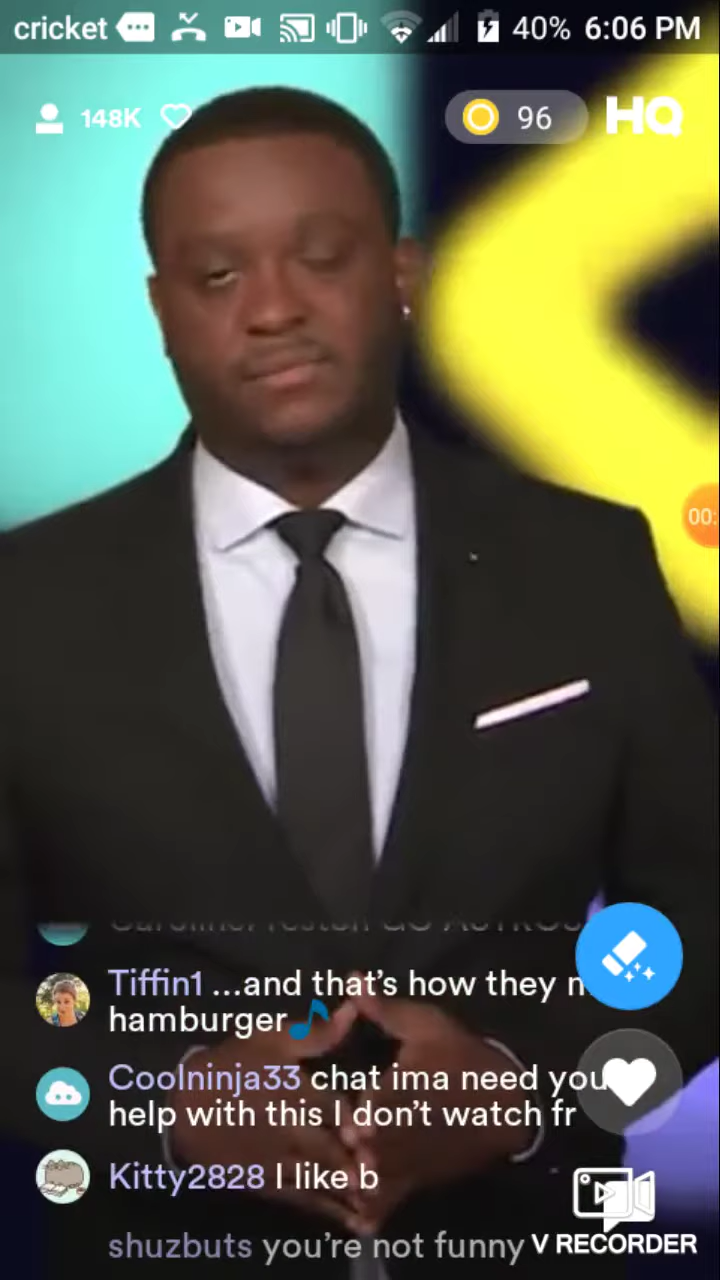 cricket 40% 6:06 PM
148K 96 HQ
00:
Tiffin1 ...and that's how they m
hamburger
Coolninja33 chat ima need you
help with this I don't watch fr
Kitty2828 I like b
shuzbuts you're not funny
V RECORDER